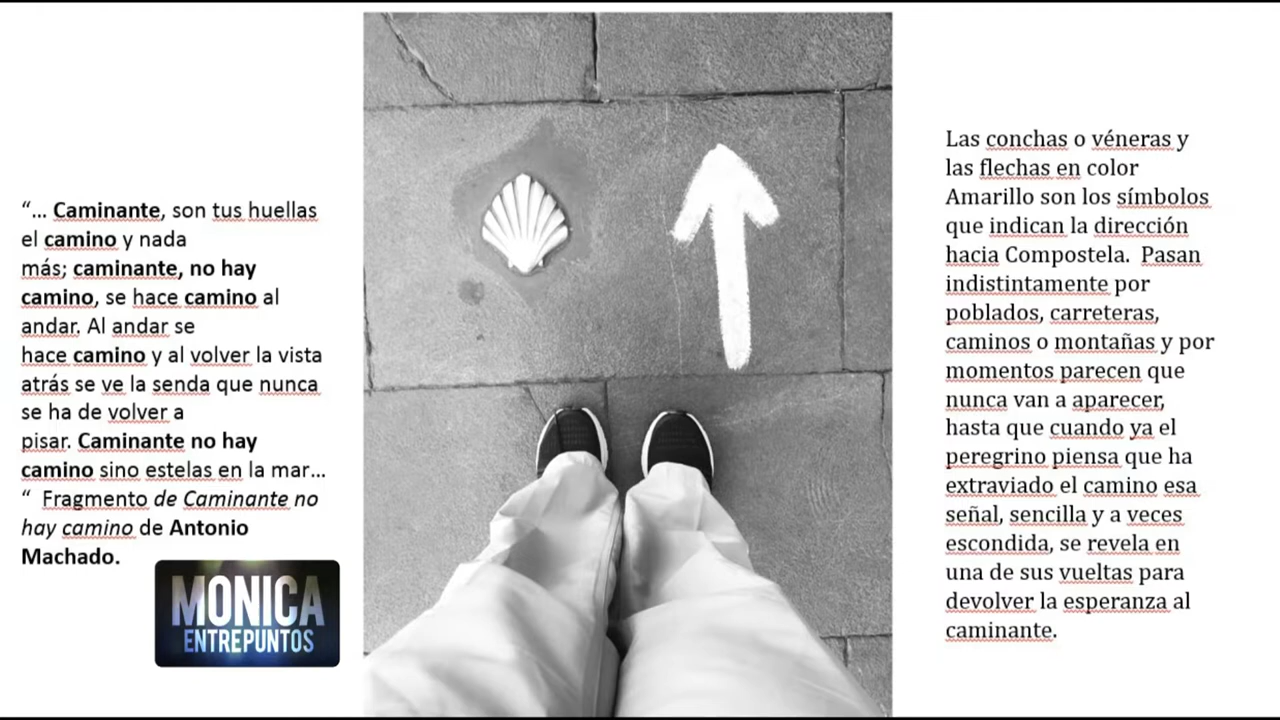 “... Caminante, son tus huellas
el camino y nada
más; caminante, no hay
camino, se hace camino al
andar. Al andar se
hace camino y al volver la vista
atrás se ve la senda que nunca
se ha de volver a
pisar. Caminante no hay
camino sino estelas en la mar...
“ Fragmento de Caminante no
hay camino de Antonio
Machado.
MONICA
ENTREPUNTOS
Las conchas o véneras y
las flechas en color
Amarillo son los símbolos
que indican la dirección
hacia Compostela. Pasan
indistintamente por
poblados, carreteras,
caminos o montañas y por
momentos parecen que
nunca van a aparecer,
hasta que cuando ya el
peregrino piensa que ha
extraviado el camino esa
señal, sencilla y a veces
escondida, se revela en
una de sus vueltas para
devolver la esperanza al
caminante.